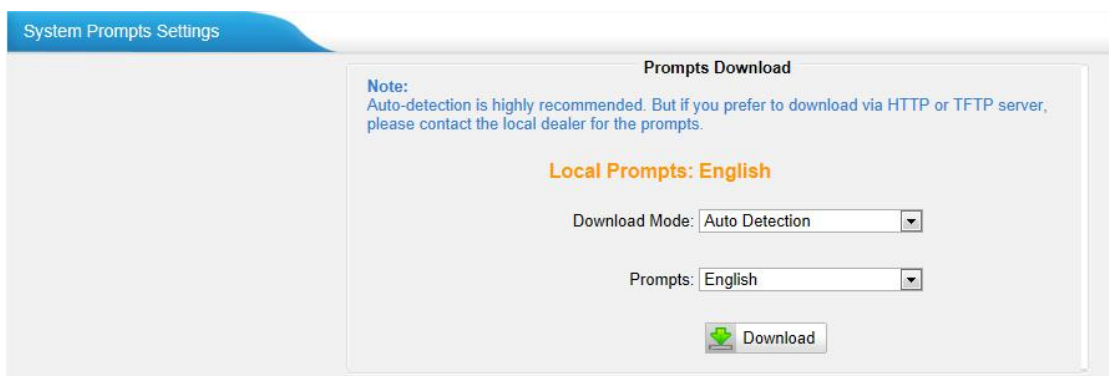 System Prompts Settings
Prompts Download
Note:
Auto-detection is highly recommended. But if you prefer to download via HTTP or TFTP server,
please contact the local dealer for the prompts.
Local Prompts: English
Download Mode: Auto Detection
Prompts: English
Download